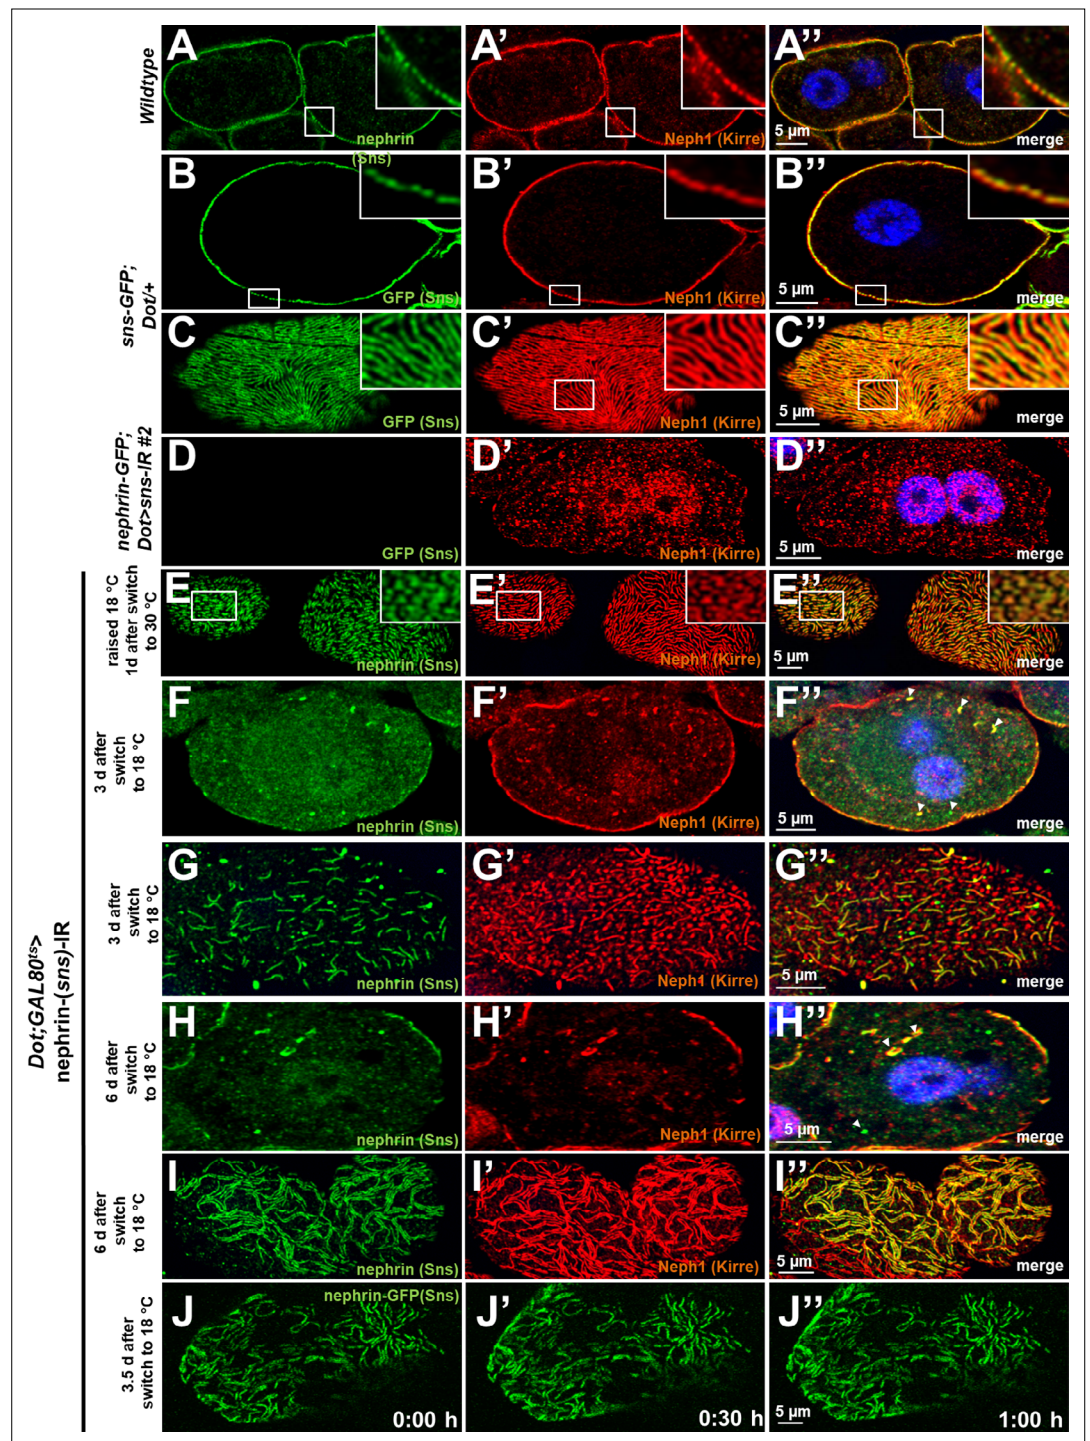 Wildtype
A
nephrin
(Sns)
A'
Neph1 (Kirre)
A''
5 µm
merge
sns-GFP;
Dot/+
B
GFP (Sns)
B'
Neph1 (Kirre)
B''
5 µm
merge
C
GFP (Sns)
C'
Neph1 (Kirre)
C''
5 µm
merge
nephrin-GFP;
Dot>sns-IR #2
D
GFP (Sns)
D'
Neph1 (Kirre)
D''
5 µm
merge
Dot;GAL80ts>
nephrin-(sns)-IR
raised 18 °C
1d after switch
to 30 °C
E
nephrin (Sns)
E'
Neph1 (Kirre)
E''
5 µm
merge
3 d after
switch
to 18 °C
F
nephrin (Sns)
F'
Neph1 (Kirre)
F''
5 µm
merge
3 d after
switch
to 18 °C
G
nephrin (Sns)
G'
Neph1 (Kirre)
G''
5 µm
merge
6 d after
switch
to 18 °C
H
nephrin (Sns)
H'
Neph1 (Kirre)
H''
5 µm
merge
6 d after
switch
to 18 °C
I
nephrin (Sns)
I'
Neph1 (Kirre)
I''
5 µm
merge
3.5 d after
switch to 18 °C
J
nephrin-GFP(Sns)
0:00 h
J'
0:30 h
J''
5 µm
1:00 h